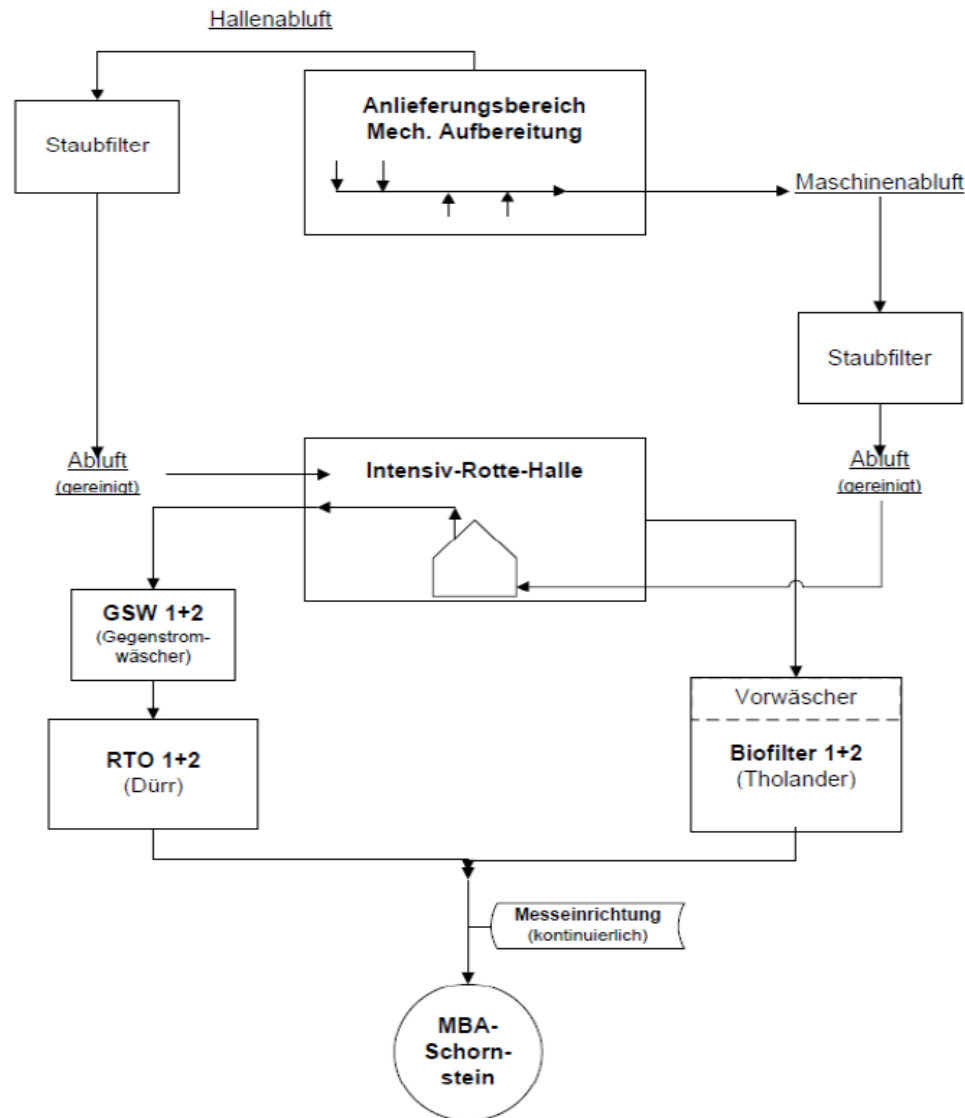 Hallenabluft
Anlieferungsbereich
Mech. Aufbereitung
Staubfilter
Maschinenabluft
Staubfilter
Abluft
(gereinigt)
Intensiv-Rotte-Halle
Abluft
(gereinigt)
GSW 1+2
(Gegenstrom-
wäscher)
Vorwäscher
RTO 1+2
(Dürr)
Biofilter 1+2
(Tholander)
Messeinrichtung
(kontinuierlich)
MBA-
Schorn-
stein